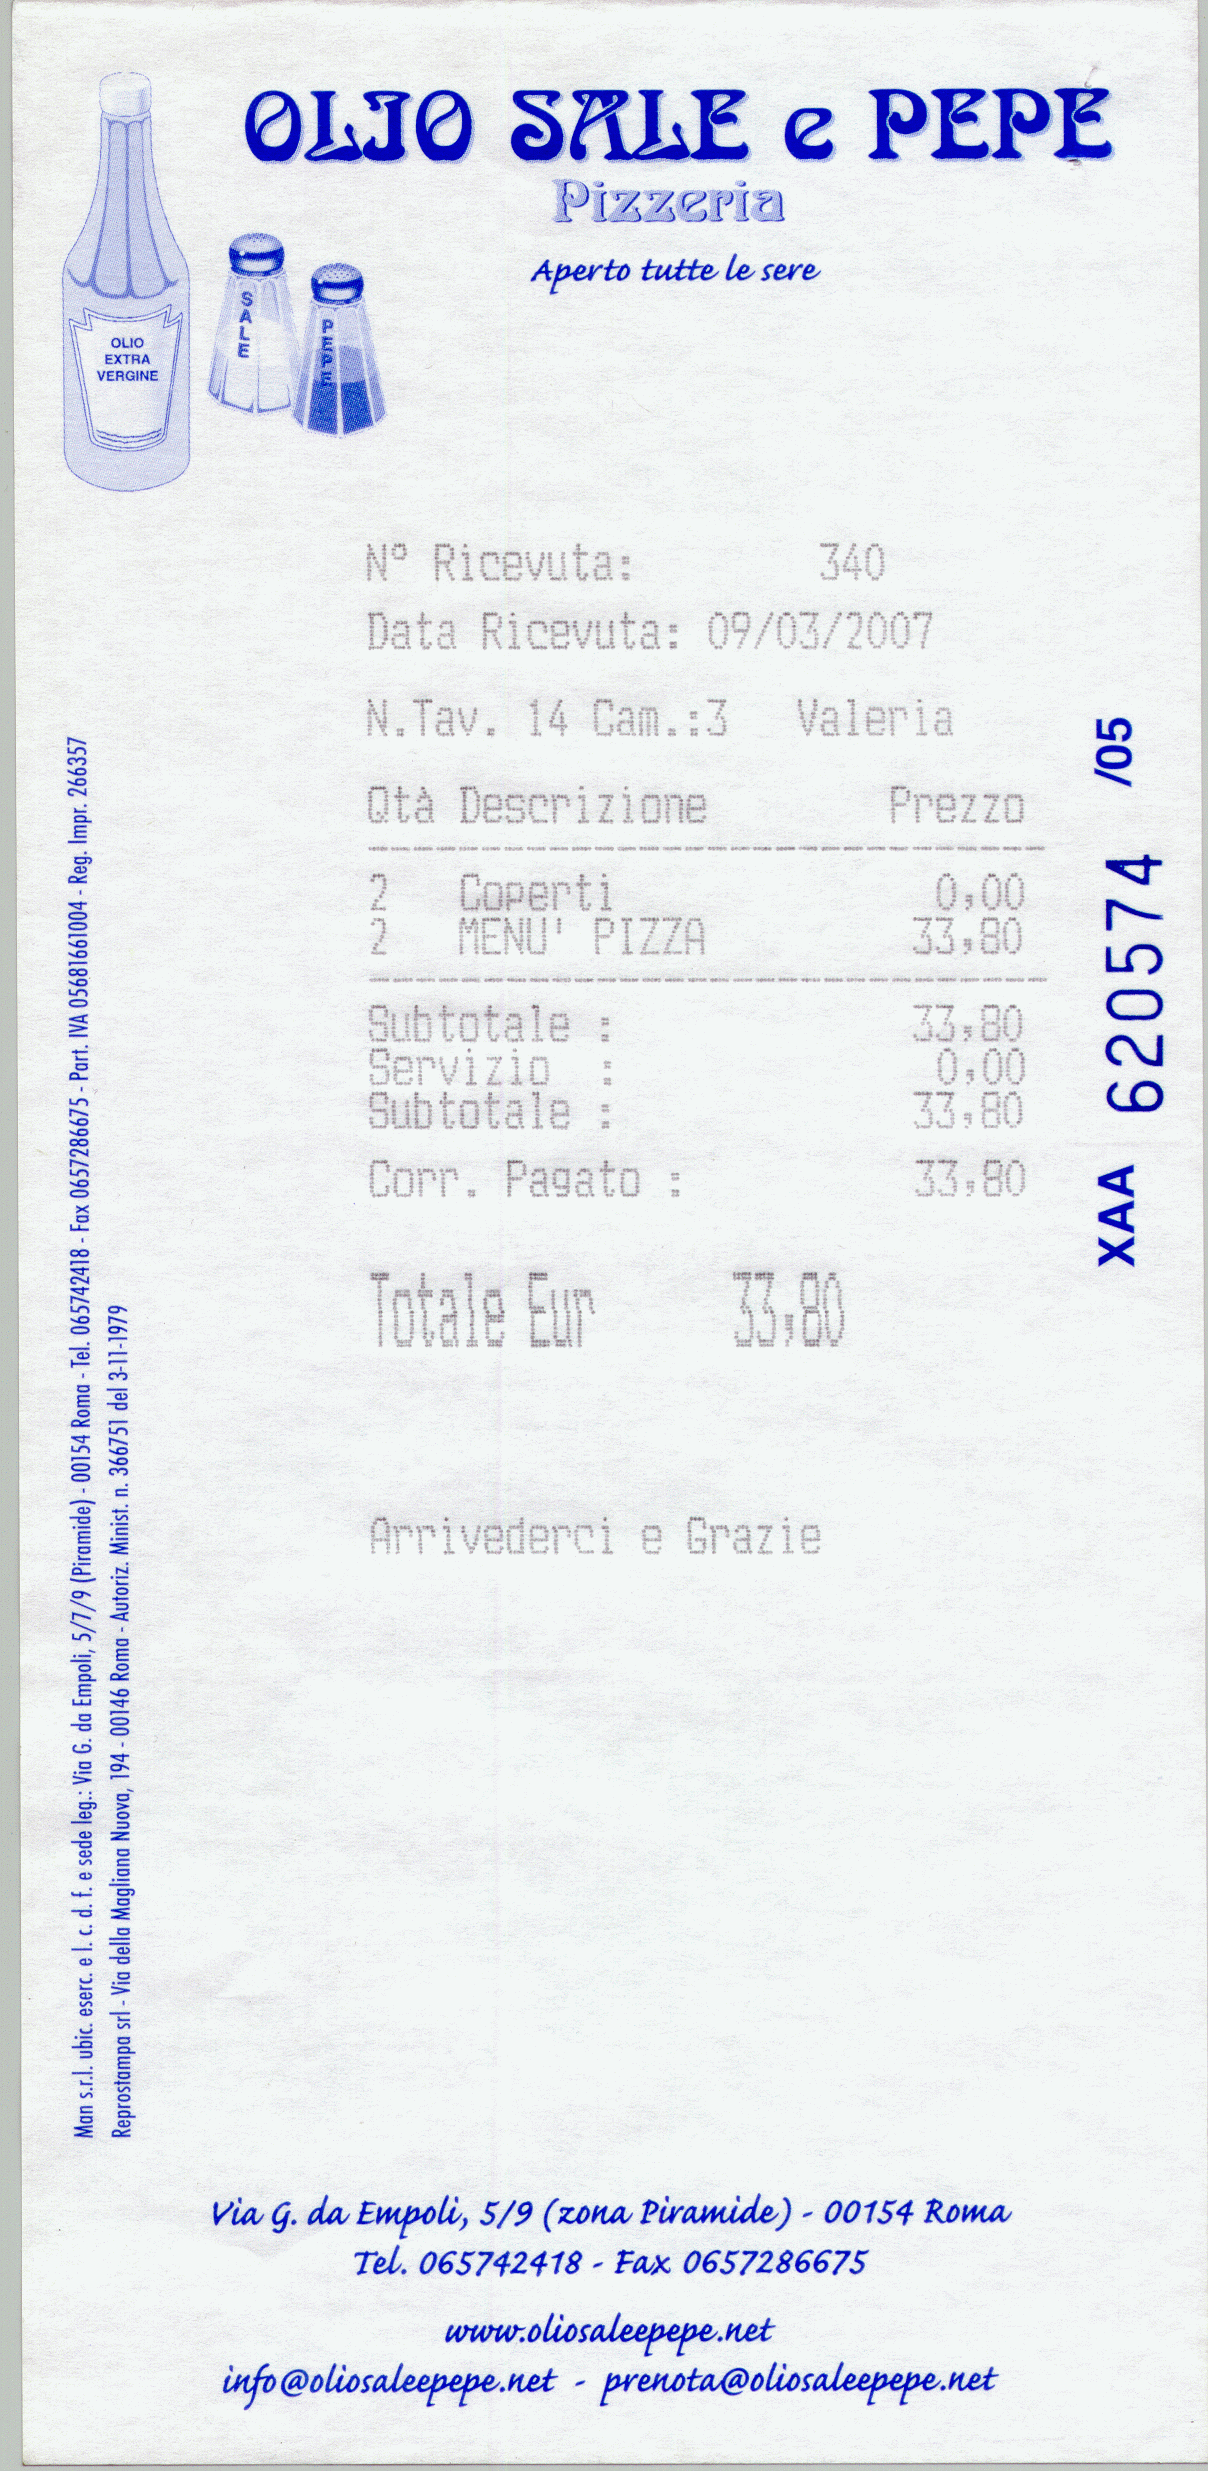 OLIO SALE e PEPE
Pizzeria
Aperto tutte le sere
OLIO
EXTRA
VERGINE
SALE
PEPE
N° Ricevuta: 340
Data Ricevuta: 09/03/2007
N.Tav. 14 Cam.:3 Valeria
Qtà Descrizione Prezzo
2 Coperti 0,00
2 MENU' PIZZA 33,80
Subtotale : 33,80
Servizio : 0,00
Subtotale : 33,80
Corr. Pagato : 33,80
Totale Eur 33,80
Arrivederci e Grazie
XAA 620574 /05
Man s.r.l. ubic. eserc. e l. c. d. f. e sede leg.: Via G. da Empoli, 5/7/9 (Piramide) - 00154 Roma - Tel. 065742418 - Fax 0657286675 - Part. IVA 05681661004 - Reg. Impr. 266357
Reprostampa srl - Via della Magliana Nuova, 194 - 00146 Roma - Autoriz. Minist. n. 366751 del 3-11-1979
Via G. da Empoli, 5/9 (zona Piramide) - 00154 Roma
Tel. 065742418 - Fax 0657286675
www.oliosaleepepe.net
info@oliosaleepepe.net - prenota@oliosaleepepe.net